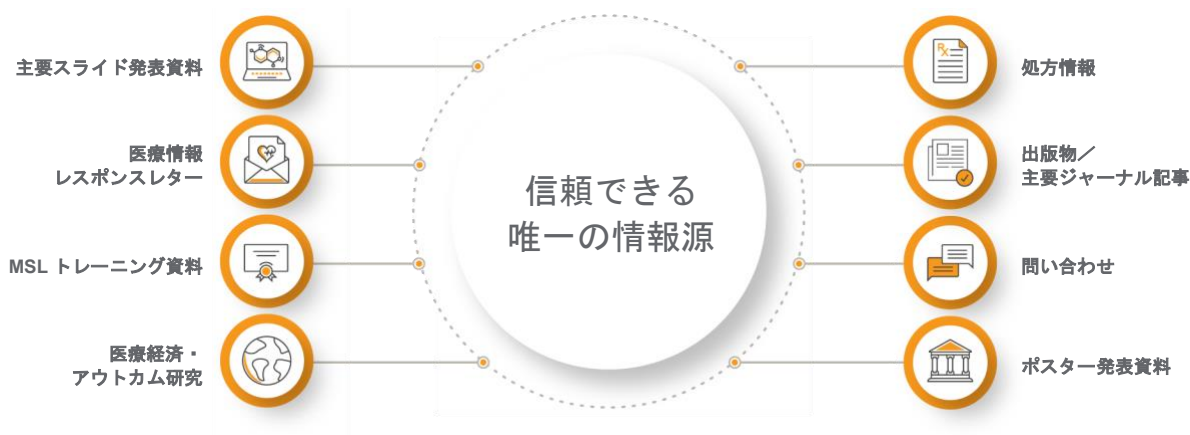 主要スライド発表資料
医療情報
レスポンスレター
MSL トレーニング資料
医療経済・
アウトカム研究
信頼できる
唯一の情報源
Rx
処方情報
出版物／
主要ジャーナル記事
問い合わせ
ポスター発表資料